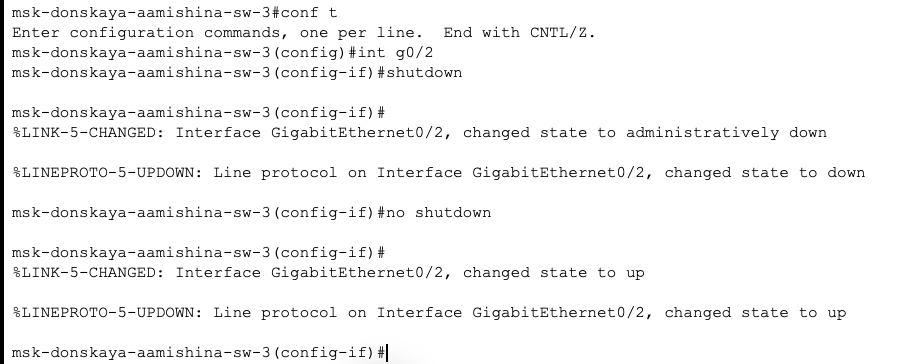 msk-donskaya-aamishina-sw-3#conf t
Enter configuration commands, one per line.  End with CNTL/Z.
msk-donskaya-aamishina-sw-3(config)#int g0/2
msk-donskaya-aamishina-sw-3(config-if)#shutdown
msk-donskaya-aamishina-sw-3(config-if)#
%LINK-5-CHANGED: Interface GigabitEthernet0/2, changed state to administratively down
%LINEPROTO-5-UPDOWN: Line protocol on Interface GigabitEthernet0/2, changed state to down
msk-donskaya-aamishina-sw-3(config-if)#no shutdown
msk-donskaya-aamishina-sw-3(config-if)#
%LINK-5-CHANGED: Interface GigabitEthernet0/2, changed state to up
%LINEPROTO-5-UPDOWN: Line protocol on Interface GigabitEthernet0/2, changed state to up
msk-donskaya-aamishina-sw-3(config-if)#